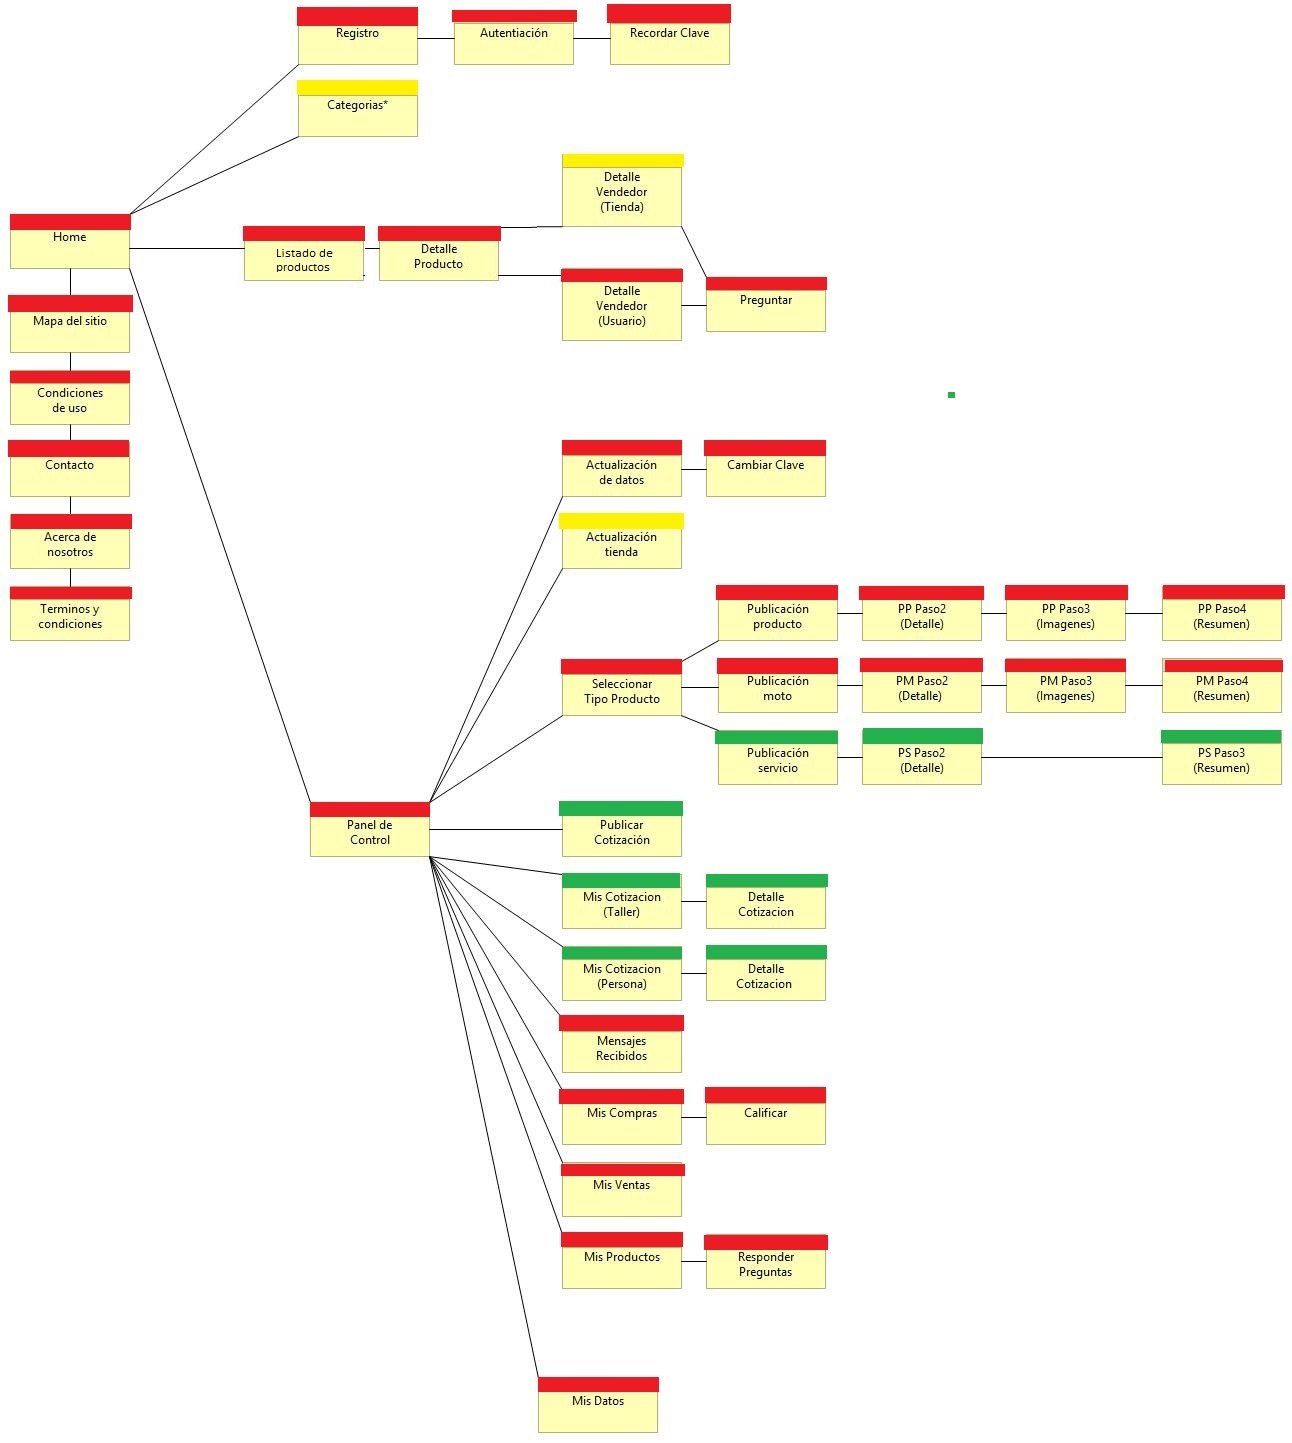 Registro
Autentiación
Recordar Clave
Categorias*
Detalle
Vendedor
(Tienda)
Home
Listado de
productos
Detalle
Producto
Detalle
Vendedor
(Usuario)
Preguntar
Mapa del sitio
Condiciones
de uso
Contacto
Acerca de
nosotros
Terminos y
condiciones
Actualización
de datos
Cambiar Clave
Actualización
tienda
Seleccionar
Tipo Producto
Publicación
producto
PP Paso2
(Detalle)
PP Paso3
(Imagenes)
PP Paso4
(Resumen)
Publicación
moto
PM Paso2
(Detalle)
PM Paso3
(Imagenes)
PM Paso4
(Resumen)
Publicación
servicio
PS Paso2
(Detalle)
PS Paso3
(Resumen)
Panel de
Control
Publicar
Cotización
Mis Cotizacion
(Taller)
Detalle
Cotizacion
Mis Cotizacion
(Persona)
Detalle
Cotizacion
Mensajes
Recibidos
Mis Compras
Calificar
Mis Ventas
Mis Productos
Responder
Preguntas
Mis Datos